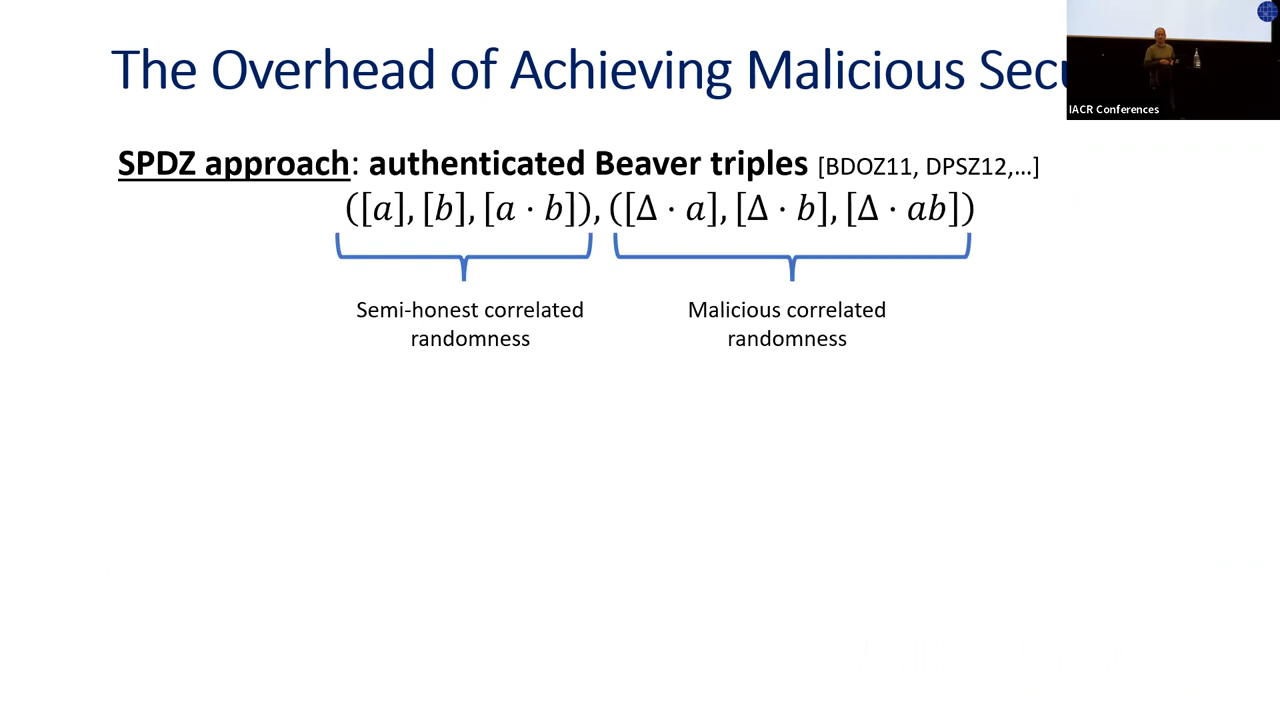 The Overhead of Achieving Malicious
IACR Conferences
SPDZ approach: authenticated Beaver triples [BDOZ11, DPSZ12,...]
([a], [b], [a · b]), ([Δ · a], [Δ · b], [Δ · ab])
Semi-honest correlated
randomness
Malicious correlated
randomness